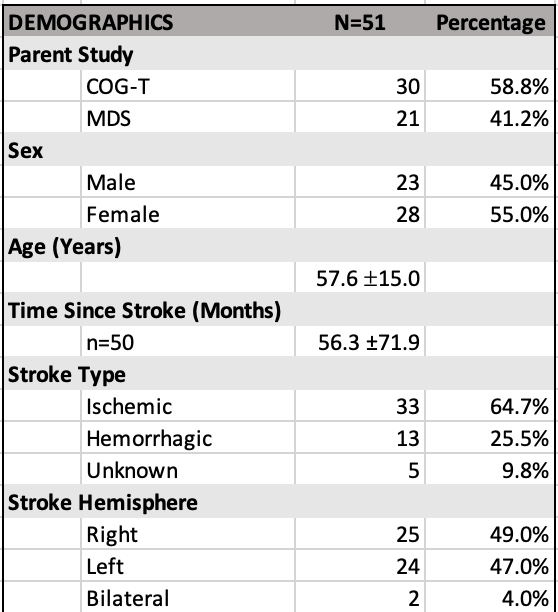 DEMOGRAPHICS N=51 Percentage
Parent Study
COG-T 30 58.8%
MDS 21 41.2%
Sex
Male 23 45.0%
Female 28 55.0%
Age (Years)
57.6 ±15.0
Time Since Stroke (Months)
n=50 56.3 ±71.9
Stroke Type
Ischemic 33 64.7%
Hemorrhagic 13 25.5%
Unknown 5 9.8%
Stroke Hemisphere
Right 25 49.0%
Left 24 47.0%
Bilateral 2 4.0%